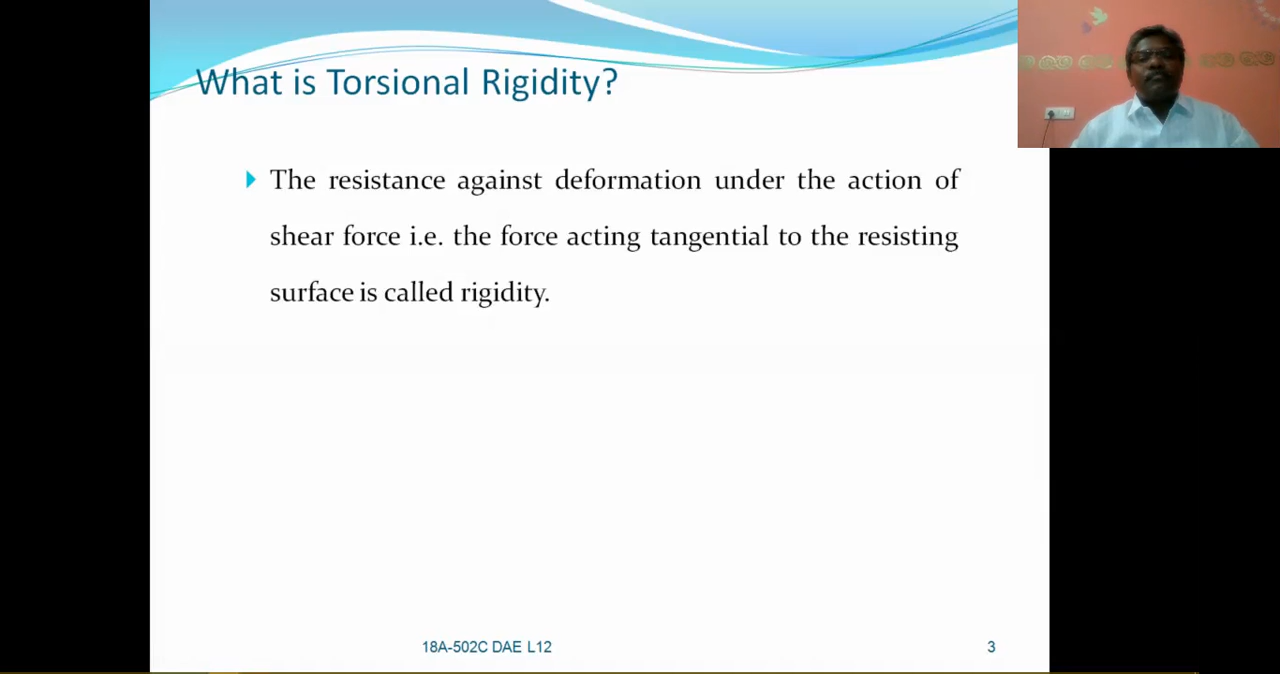 What is Torsional Rigidity?
The resistance against deformation under the action of
shear force i.e. the force acting tangential to the resisting
surface is called rigidity.
18A-502C DAE L12
3